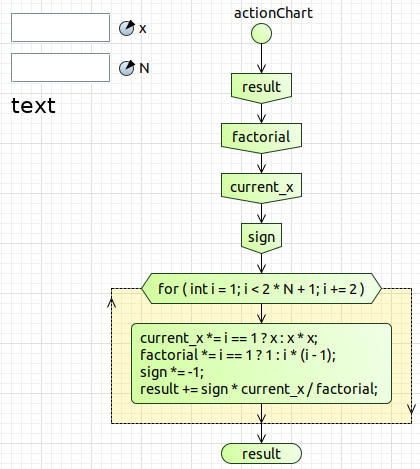 x
N
text
actionChart
result
factorial
current_x
sign
for ( int i = 1; i < 2 * N + 1; i += 2 )
current_x *= i == 1 ? x : x * x;
factorial *= i == 1 ? 1 : i * (i - 1);
sign *= -1;
result += sign * current_x / factorial;
result